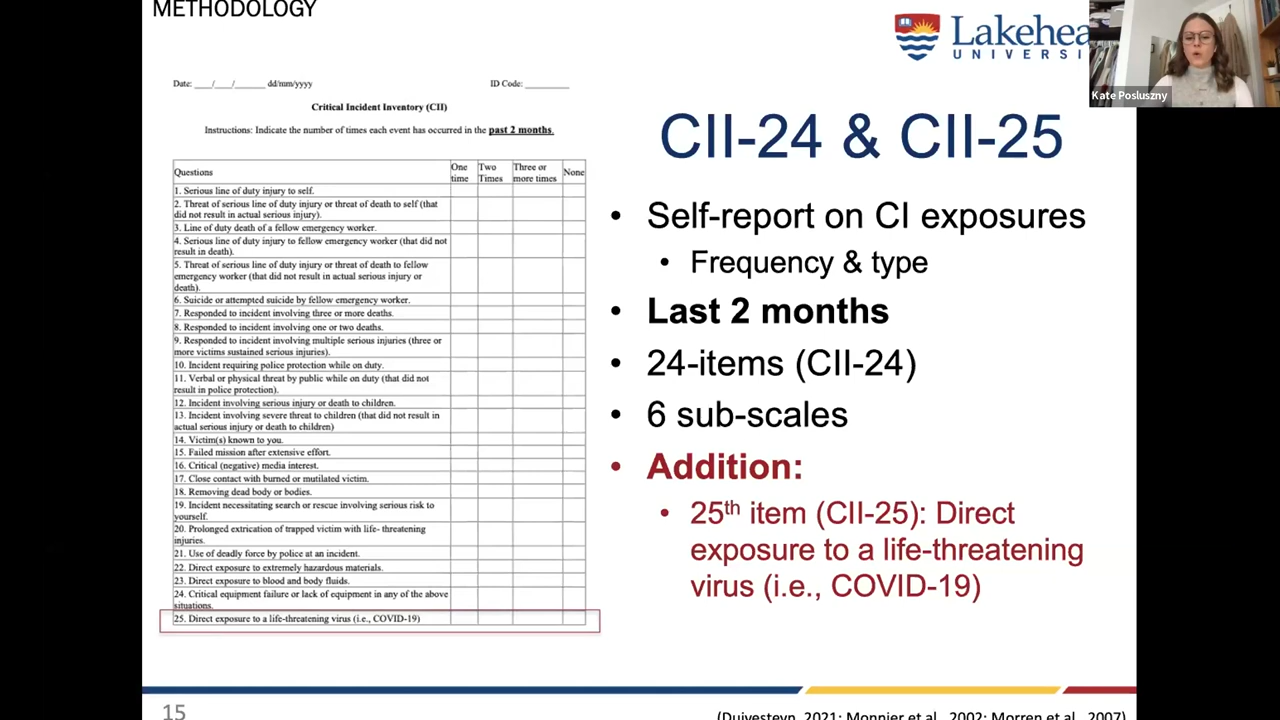 METHODOLOGY
Lakehea
UNIVERSI
Kate Posluszny
Date: ___/___/______ dd/mm/yyyy
ID Code: _________
Critical Incident Inventory (CII)
Instructions: Indicate the number of times each event has occurred in the past 2 months.
Questions
One
time
Two
Times
Three or
more times
None
1. Serious line of duty injury to self.
2. Threat of serious line of duty injury or threat of death to self (that
did not result in actual serious injury).
3. Line of duty death of a fellow emergency worker.
4. Serious line of duty injury to fellow emergency worker (that did not
result in death).
5. Threat of serious line of duty injury or threat of death to fellow
emergency worker (that did not result in actual serious injury or
death).
6. Suicide or attempted suicide by fellow emergency worker.
7. Responded to incident involving three or more deaths.
8. Responded to incident involving one or two deaths.
9. Responded to incident involving multiple serious injuries (three or
more victims sustained serious injuries).
10. Incident requiring police protection while on duty.
11. Verbal or physical threat by public while on duty (that did not
result in police protection).
12. Incident involving serious injury or death to children.
13. Incident involving severe threat to children (that did not result in
actual serious injury or death to children)
14. Victim(s) known to you.
15. Failed mission after extensive effort.
16. Critical (negative) media interest.
17. Close contact with burned or mutilated victim.
18. Removing dead body or bodies.
19. Incident necessitating search or rescue involving serious risk to
yourself.
20. Prolonged extrication of trapped victim with life- threatening
injuries.
21. Use of deadly force by police at an incident.
22. Direct exposure to extremely hazardous materials.
23. Direct exposure to blood and body fluids.
24. Critical equipment failure or lack of equipment in any of the above
situations.
25. Direct exposure to a life-threatening virus (i.e., COVID-19)
CII-24 & CII-25
• Self-report on CI exposures
• Frequency & type
• Last 2 months
• 24-items (CII-24)
• 6 sub-scales
• Addition:
• 25th item (CII-25): Direct
exposure to a life-threatening
virus (i.e., COVID-19)
15
(Duivesteyn, 2021; Monnier et al., 2002; Morren et al., 2007)